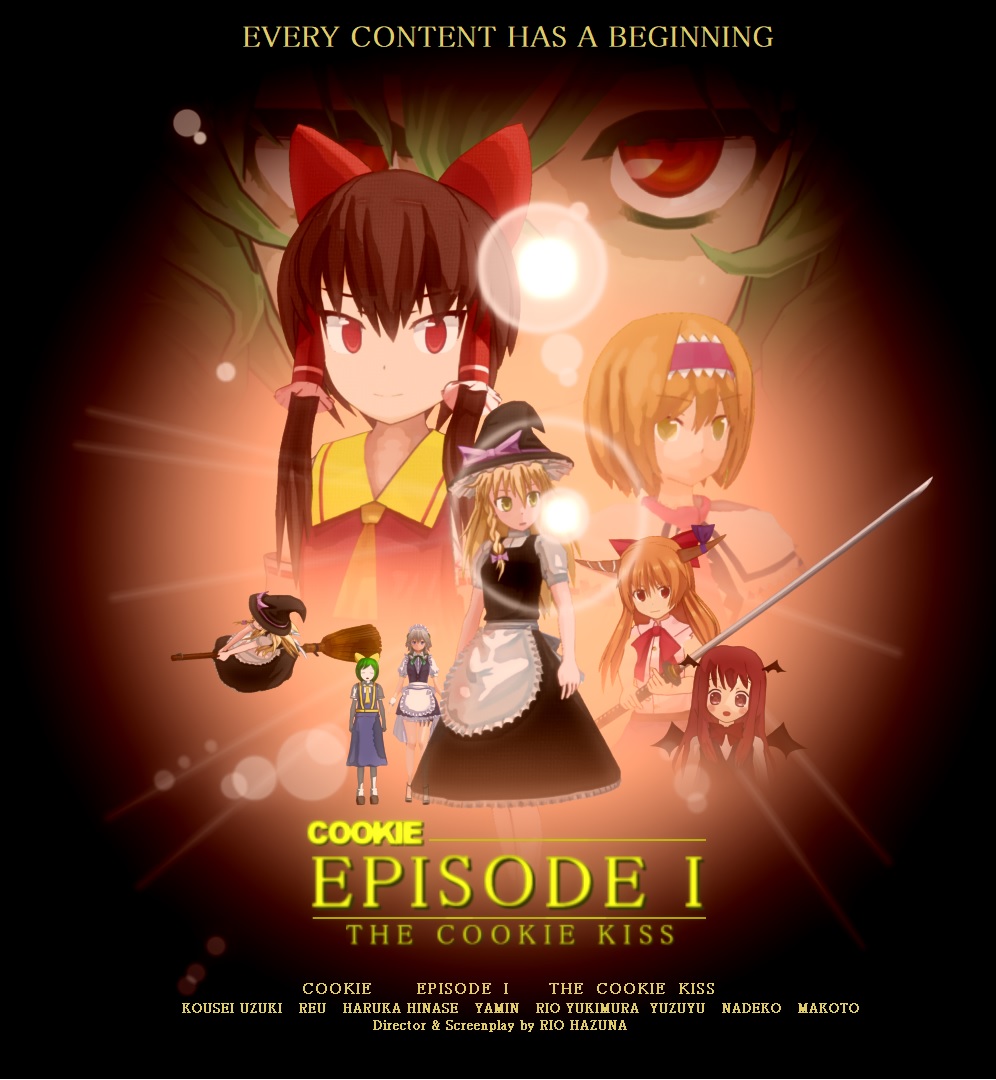 EVERY CONTENT HAS A BEGINNING
COOKIE
EPISODE I
THE COOKIE KISS
COOKIE EPISODE I THE COOKIE KISS
KOUSEI UZUKI REU HARUKA HINASE YAMIN RIO YUKIMURA YUZUYU NADEKO MAKOTO
Director & Screenplay by RIO HAZUNA